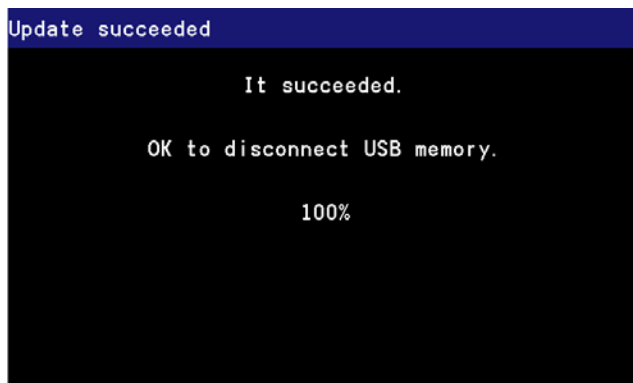 Update succeeded
It succeeded.
OK to disconnect USB memory.
100%